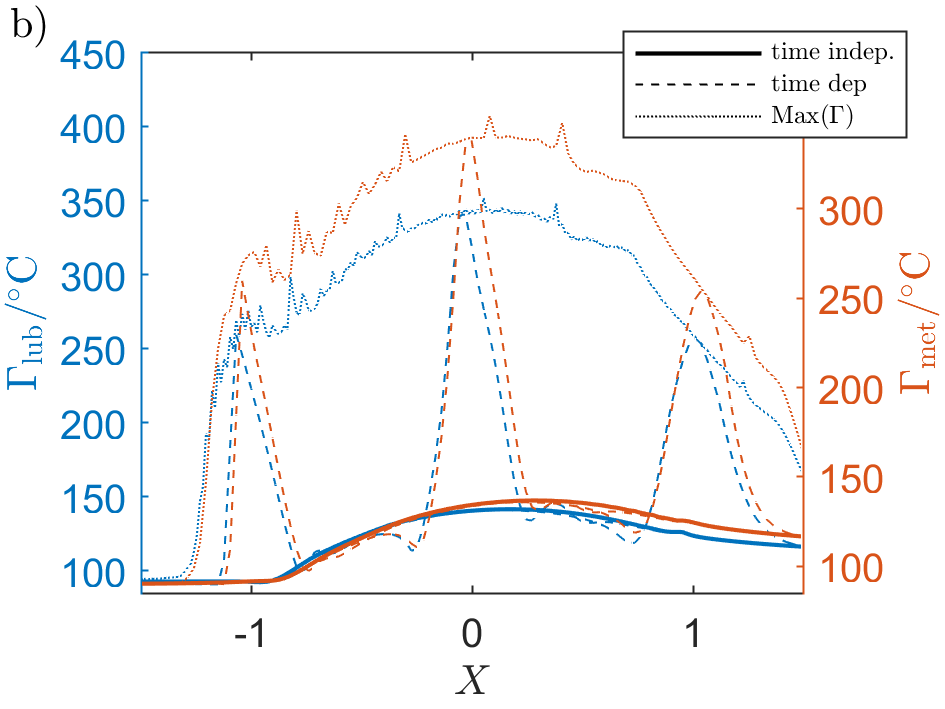 b)
time indep.
time dep
Max(Γ)
450
400
350
300
250
200
150
100
Γlub/°C
300
250
200
150
100
Γmet/°C
-1 0 1
X